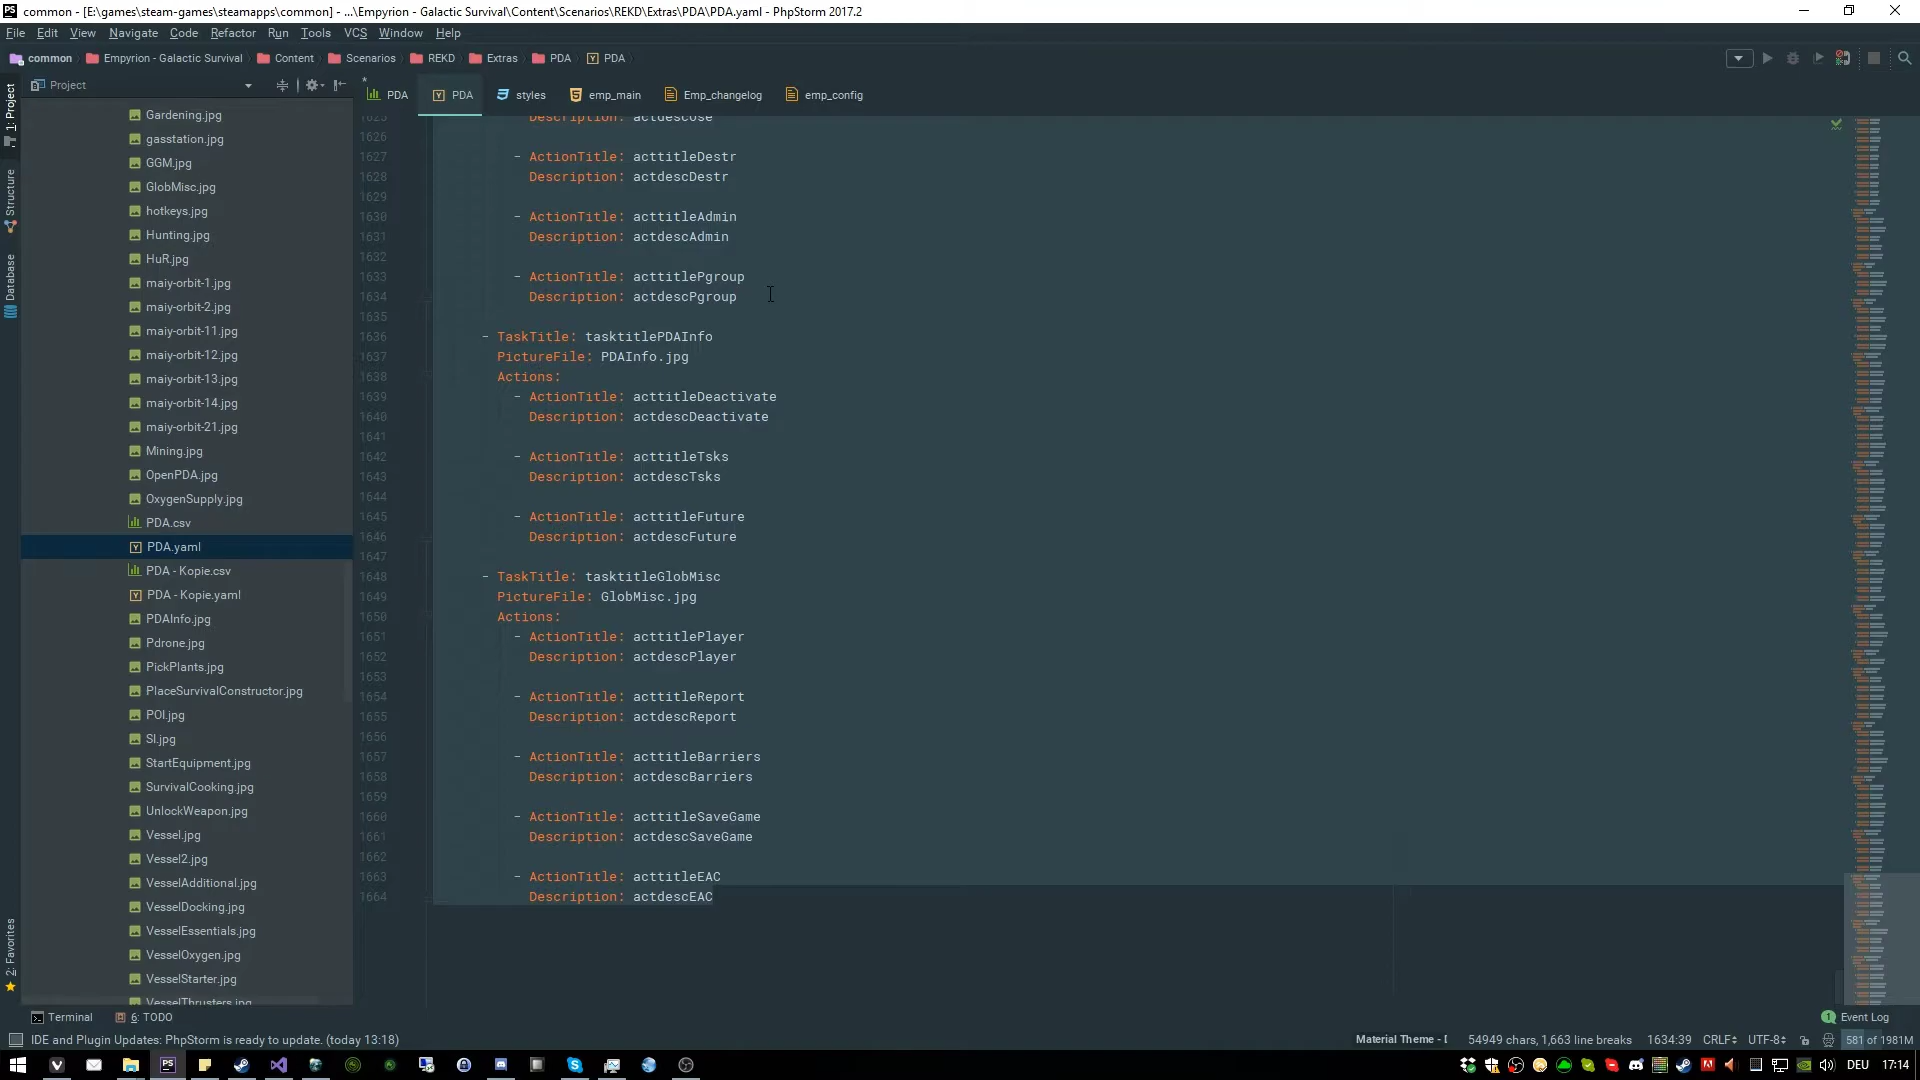 common - [E:\games\steam-games\steamapps\common] - ...\Empyrion - Galactic Survival\Content\Scenarios\REKD\Extras\PDA\PDA.yaml - PhpStorm 2017.2
File Edit View Navigate Code Refactor Run Tools VCS Window Help
common Empyrion - Galactic Survival Content Scenarios REKD Extras PDA PDA
1: Project
Structure
Database
2: Favorites
Project
Gardening.jpg
gasstation.jpg
GGM.jpg
GlobMisc.jpg
hotkeys.jpg
Hunting.jpg
HuR.jpg
maiy-orbit-1.jpg
maiy-orbit-2.jpg
maiy-orbit-11.jpg
maiy-orbit-12.jpg
maiy-orbit-13.jpg
maiy-orbit-14.jpg
maiy-orbit-21.jpg
Mining.jpg
OpenPDA.jpg
OxygenSupply.jpg
PDA.csv
PDA.yaml
PDA - Kopie.csv
PDA - Kopie.yaml
PDAInfo.jpg
Pdrone.jpg
PickPlants.jpg
PlaceSurvivalConstructor.jpg
POI.jpg
SI.jpg
StartEquipment.jpg
SurvivalCooking.jpg
UnlockWeapon.jpg
Vessel.jpg
Vessel2.jpg
VesselAdditional.jpg
VesselDocking.jpg
VesselEssentials.jpg
VesselOxygen.jpg
VesselStarter.jpg
VesselThrusters.jpg
PDA PDA styles emp_main Emp_changelog emp_config
1625 Description: actdescUse
1626
1627 - ActionTitle: acttitleDestr
1628 Description: actdescDestr
1629
1630 - ActionTitle: acttitleAdmin
1631 Description: actdescAdmin
1632
1633 - ActionTitle: acttitlePgroup
1634 Description: actdescPgroup
1635
1636 - TaskTitle: tasktitlePDAInfo
1637 PictureFile: PDAInfo.jpg
1638 Actions:
1639 - ActionTitle: acttitleDeactivate
1640 Description: actdescDeactivate
1641
1642 - ActionTitle: acttitleTsks
1643 Description: actdescTsks
1644
1645 - ActionTitle: acttitleFuture
1646 Description: actdescFuture
1647
1648 - TaskTitle: tasktitleGlobMisc
1649 PictureFile: GlobMisc.jpg
1650 Actions:
1651 - ActionTitle: acttitlePlayer
1652 Description: actdescPlayer
1653
1654 - ActionTitle: acttitleReport
1655 Description: actdescReport
1656
1657 - ActionTitle: acttitleBarriers
1658 Description: actdescBarriers
1659
1660 - ActionTitle: acttitleSaveGame
1661 Description: actdescSaveGame
1662
1663 - ActionTitle: acttitleEAC
1664 Description: actdescEAC
Terminal 6: TODO 1 Event Log
IDE and Plugin Updates: PhpStorm is ready to update. (today 13:18) Material Theme - 54949 chars, 1,663 line breaks 1634:39 CRLF UTF-8 581 of 1981M
DEU 17:14